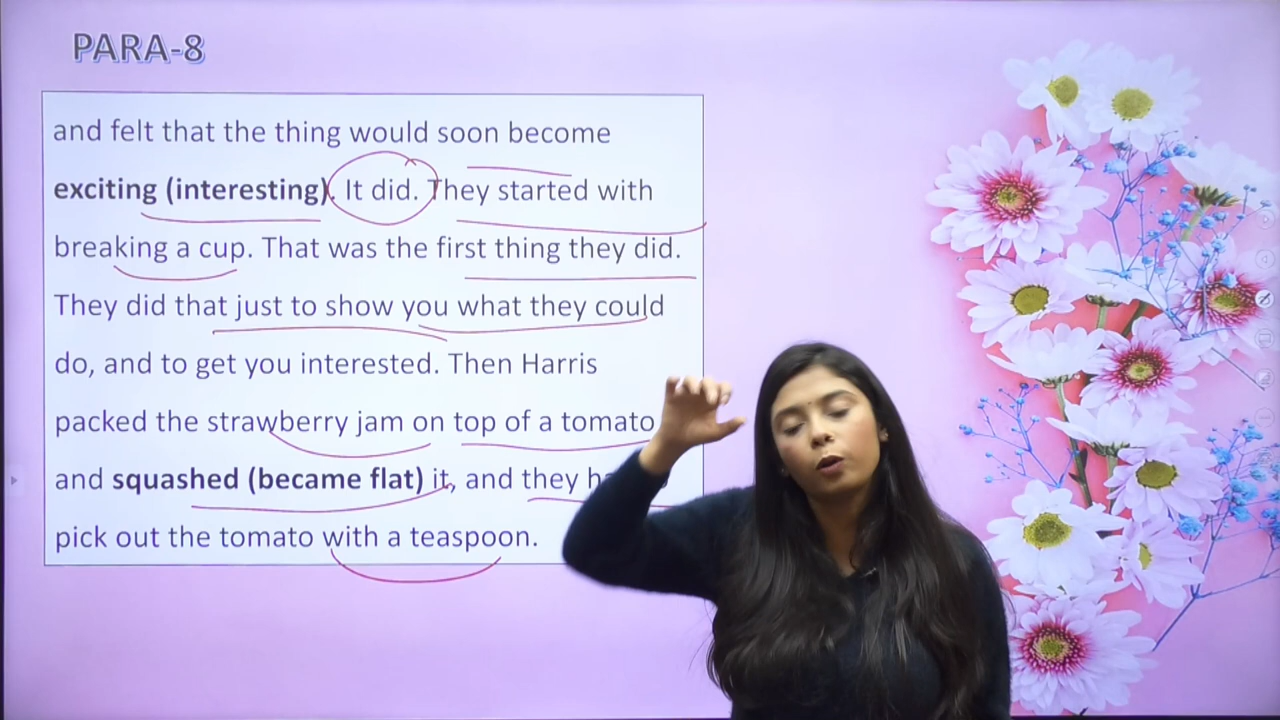 PARA-8
and felt that the thing would soon become
exciting (interesting). It did. They started with
breaking a cup. That was the first thing they did.
They did that just to show you what they could
do, and to get you interested. Then Harris
packed the strawberry jam on top of a tomato
and squashed (became flat) it, and they
pick out the tomato with a teaspoon.